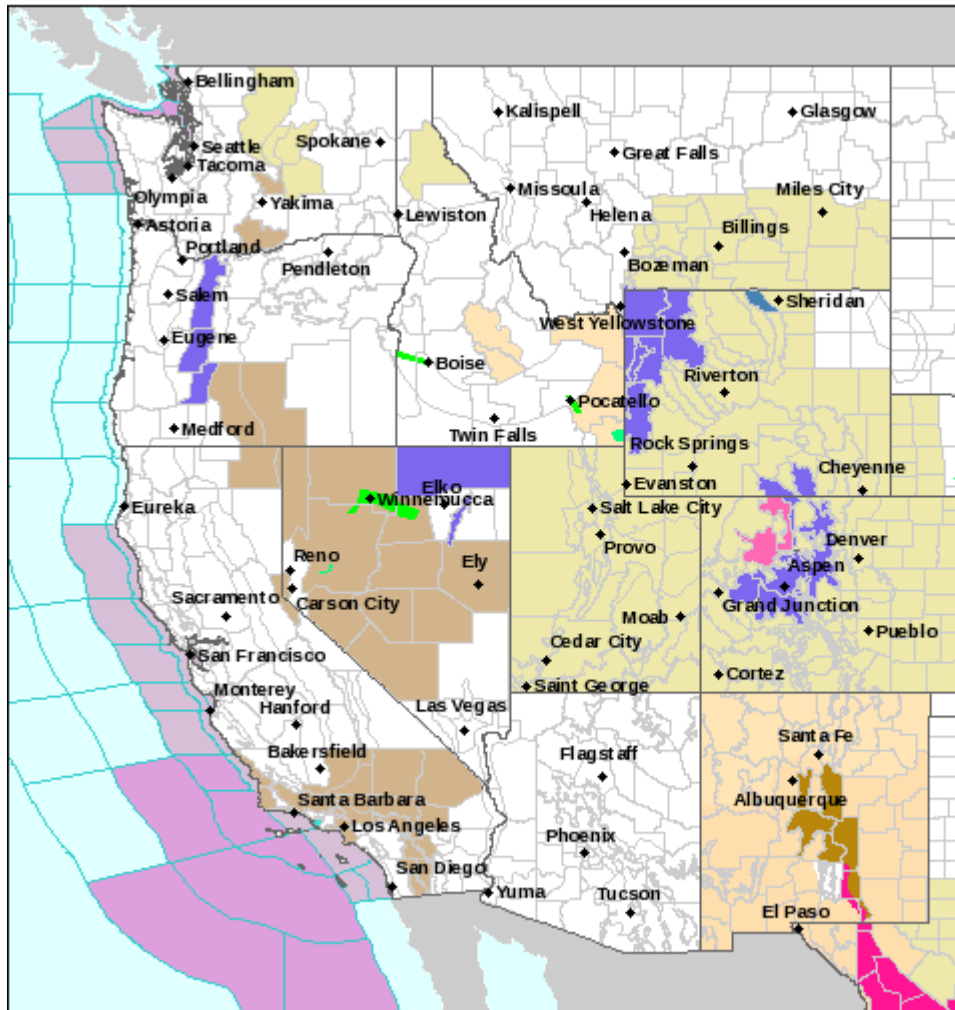 Bellingham
Kalispell
Glasgow
Seattle
Spokane
Great Falls
Tacoma
Olympia
Missoula
Miles City
Yakima
Helena
Astoria
Lewiston
Billings
Portland
Pendleton
Bozeman
Salem
Sheridan
West Yellowstone
Eugene
Boise
Riverton
Pocatello
Medford
Twin Falls
Rock Springs
Cheyenne
Elko
Evanston
Winnemucca
Eureka
Salt Lake City
Provo
Denver
Reno
Ely
Aspen
Sacramento
Carson City
Grand Junction
Moab
Pueblo
San Francisco
Cedar City
Cortez
Saint George
Monterey
Hanford
Las Vegas
Bakersfield
Flagstaff
Santa Fe
Albuquerque
Santa Barbara
Los Angeles
Phoenix
San Diego
Yuma
Tucson
El Paso